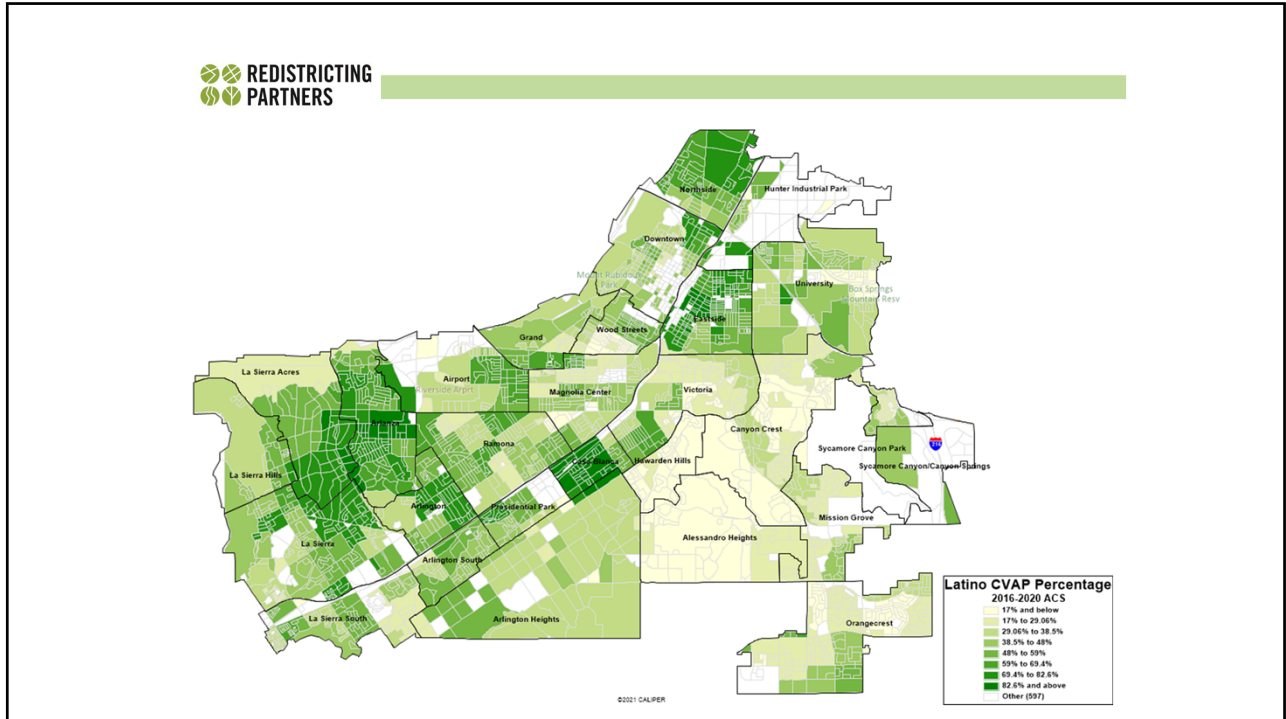 REDISTRICTING
PARTNERS
Northside
Hunter Industrial Park
Downtown
Mount Rubidoux
Park
University
Box Springs
Mountain Resv
Eastside
Wood Streets
Grand
La Sierra Acres
Airport
Riverside Arprt
Magnolia Center
Victoria
Arlanza
Canyon Crest
Ramona
Sycamore Canyon Park
215
Casa Blanca
Hawarden Hills
Sycamore Canyon/Canyon Springs
La Sierra Hills
Arlington
Presidential Park
Mission Grove
La Sierra
Alessandro Heights
Arlington South
La Sierra South
Arlington Heights
Orangecrest
Latino CVAP Percentage
2016-2020 ACS
17% and below
17% to 29.06%
29.06% to 38.5%
38.5% to 48%
48% to 59%
59% to 69.4%
69.4% to 82.6%
82.6% and above
Other (597)
©2021 CALIPER